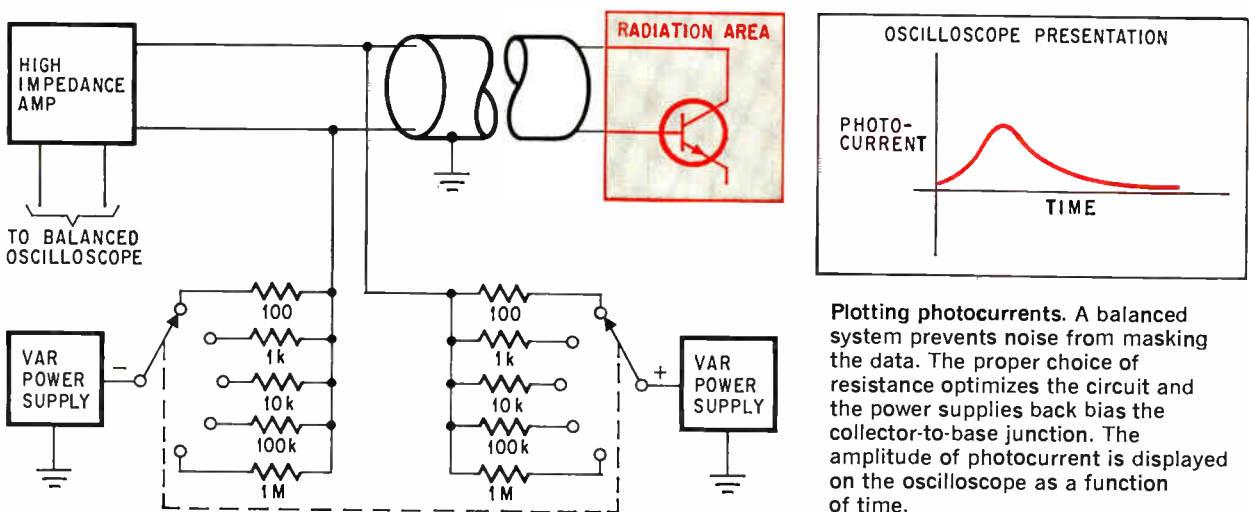 HIGH
IMPEDANCE
AMP
TO BALANCED
OSCILLOSCOPE
RADIATION AREA
OSCILLOSCOPE PRESENTATION
PHOTO-
CURRENT
TIME
VAR
POWER
SUPPLY
−
100
1k
10k
100k
1M
100
1k
10k
100k
1M
+
VAR
POWER
SUPPLY
Plotting photocurrents. A balanced
system prevents noise from masking
the data. The proper choice of
resistance optimizes the circuit and
the power supplies back bias the
collector-to-base junction. The
amplitude of photocurrent is displayed
on the oscilloscope as a function
of time.